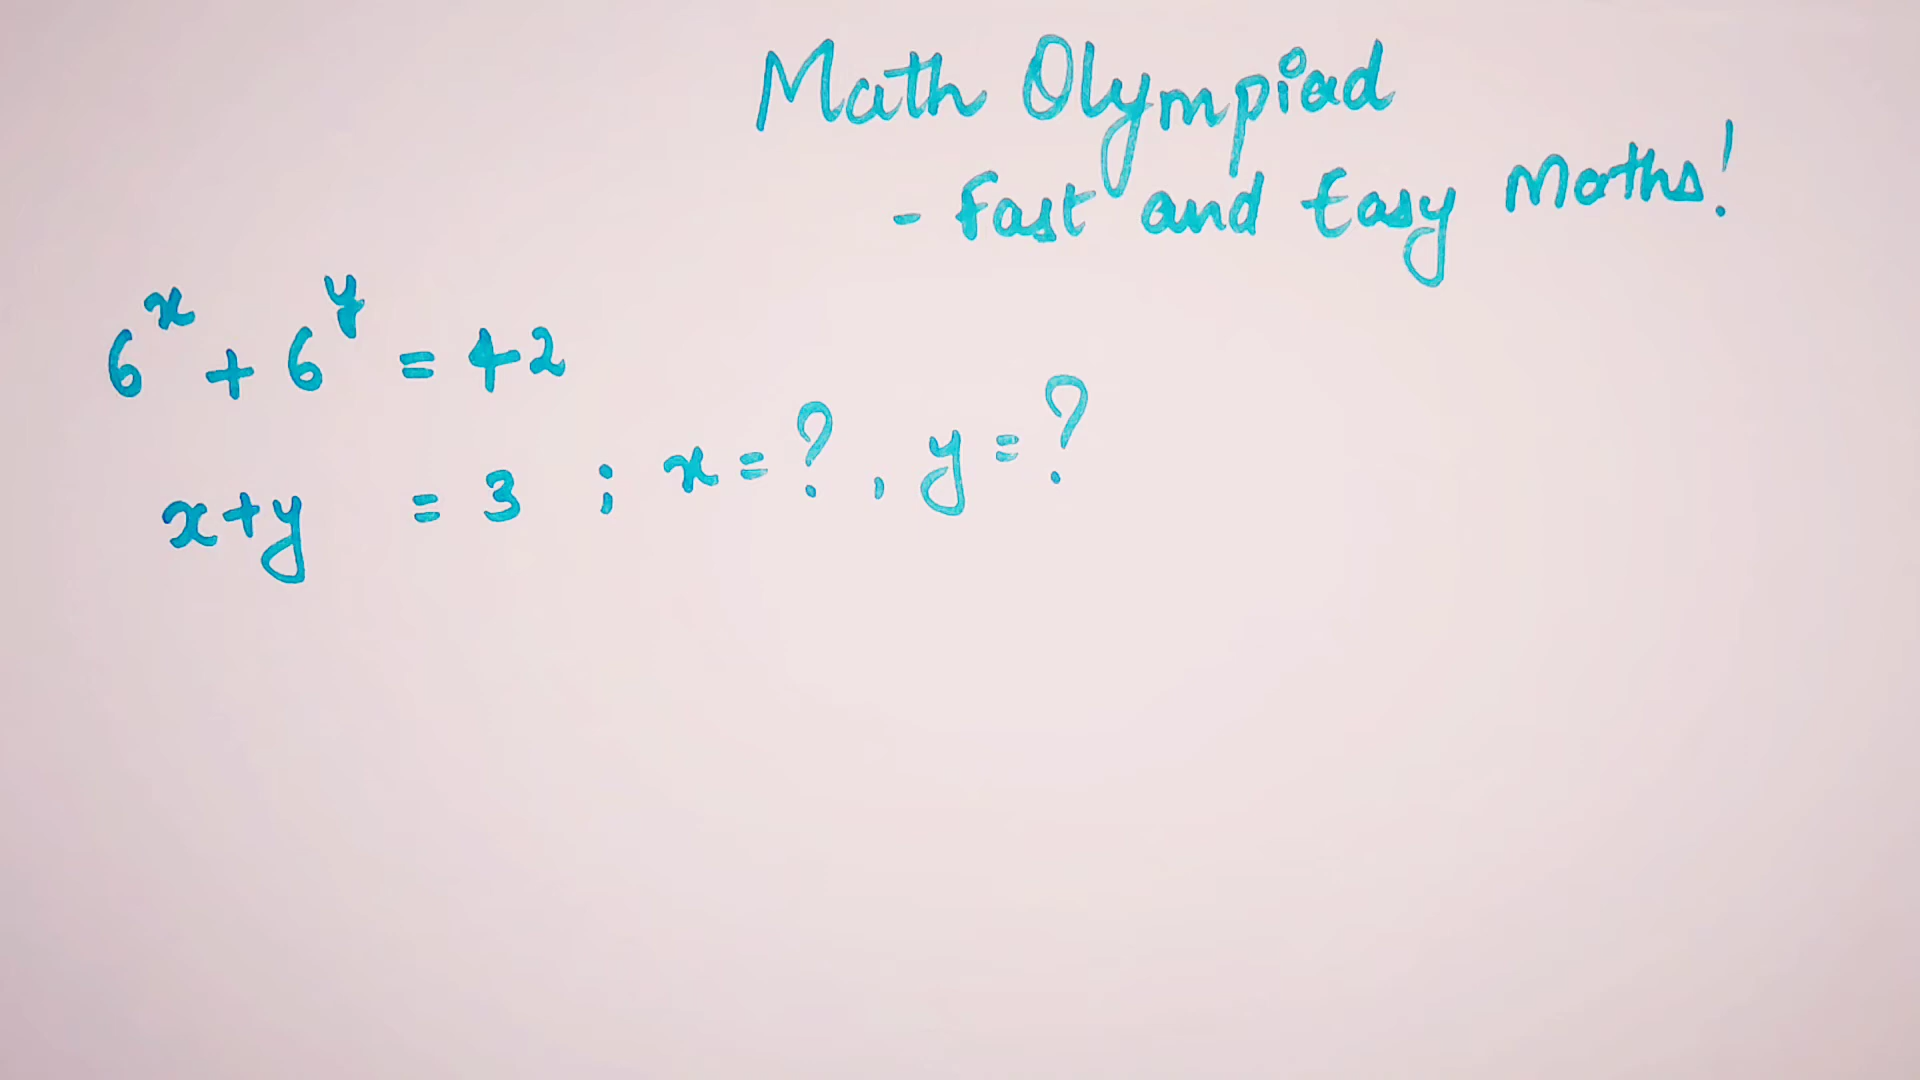 Math Olympiad
- Fast and Easy Maths!
6^x + 6^y = 42
x+y = 3 ; x = ? , y = ?